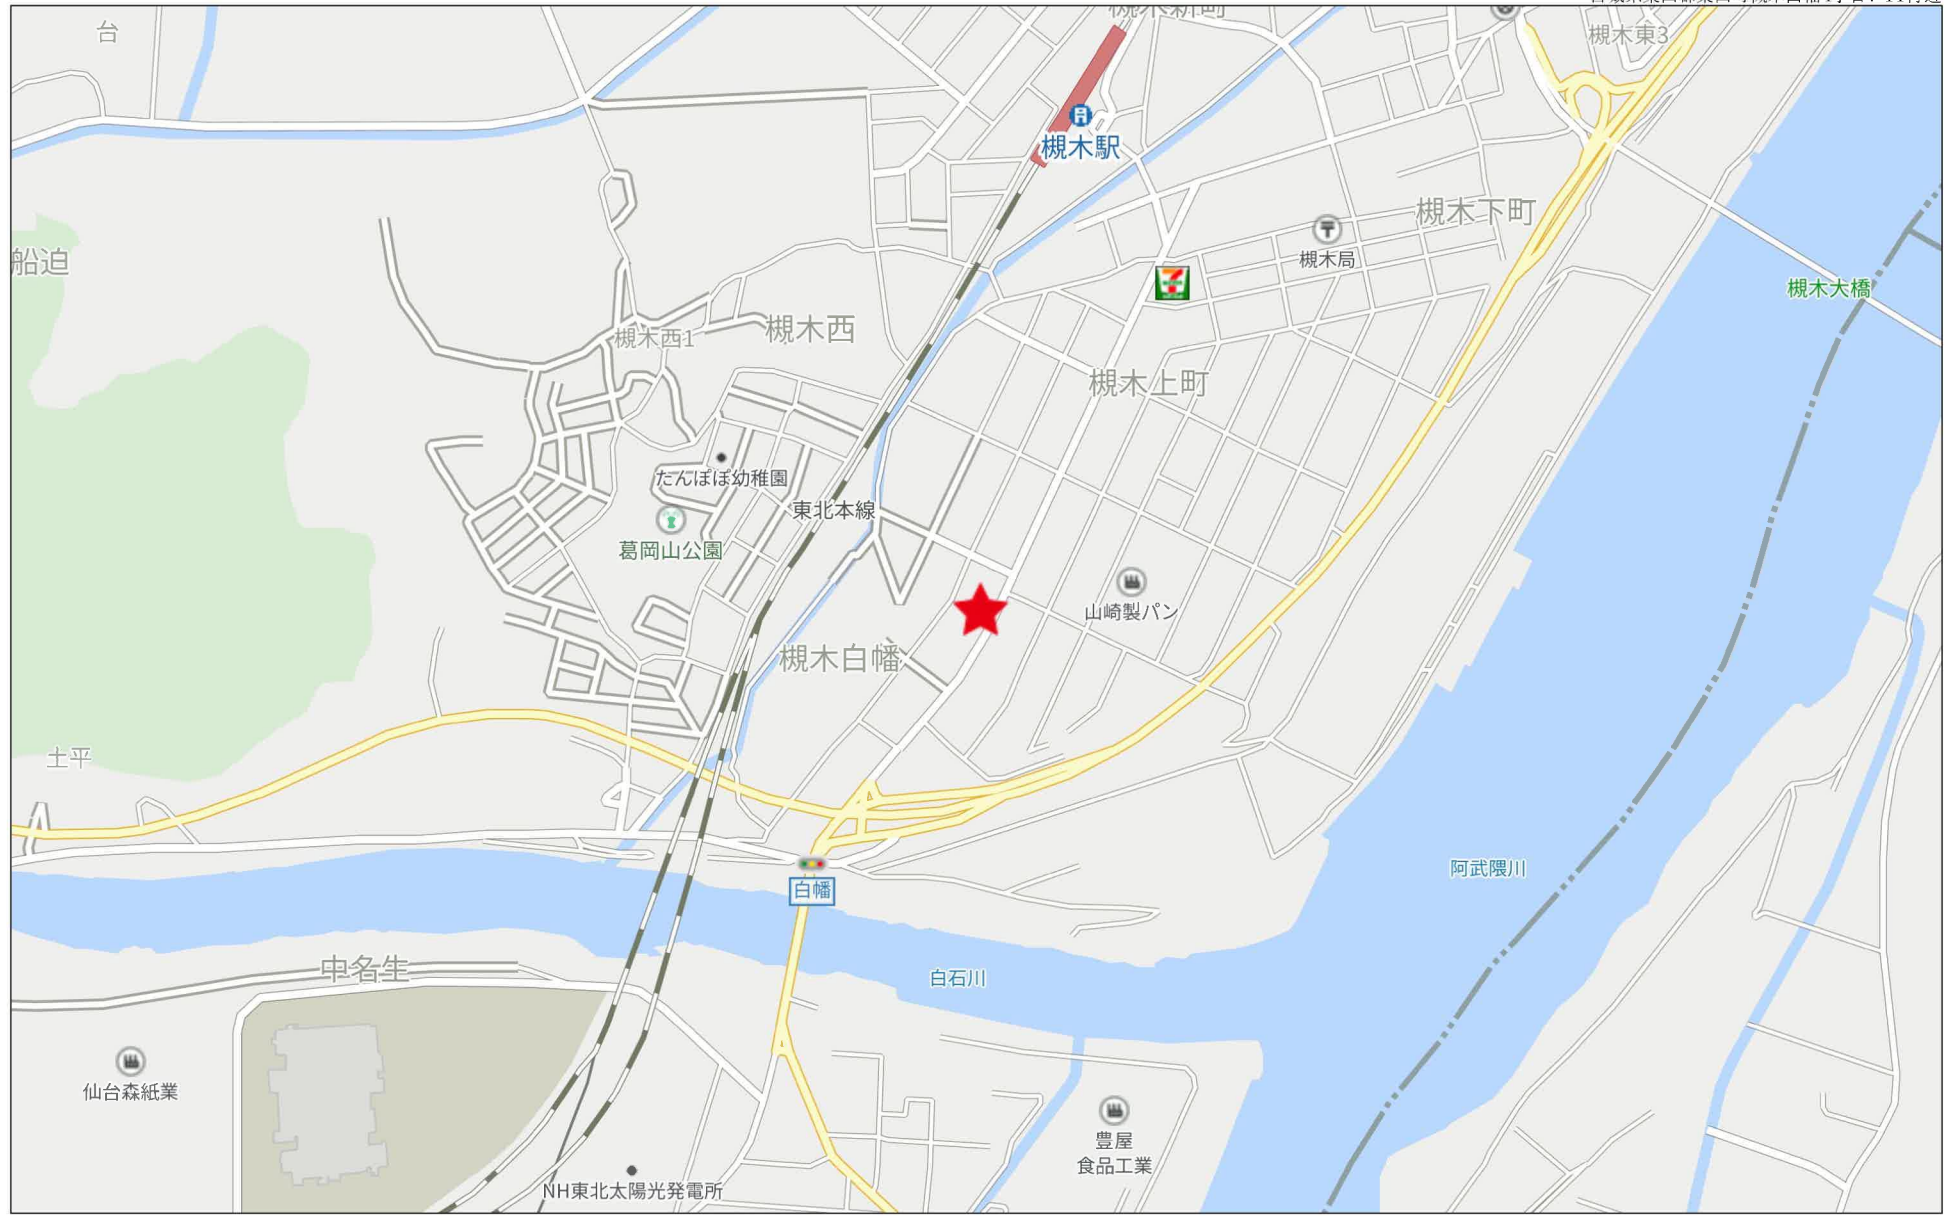 槻木新町
台
槻木東3
槻木駅
槻木下町
船迫
槻木局
槻木大橋
槻木西
槻木西1
槻木上町
たんぽぽ幼稚園
東北本線
葛岡山公園
山崎製パン
槻木白幡
土平
阿武隈川
白幡
中名生
白石川
仙台森紙業
豊屋
食品工業
NH東北太陽光発電所